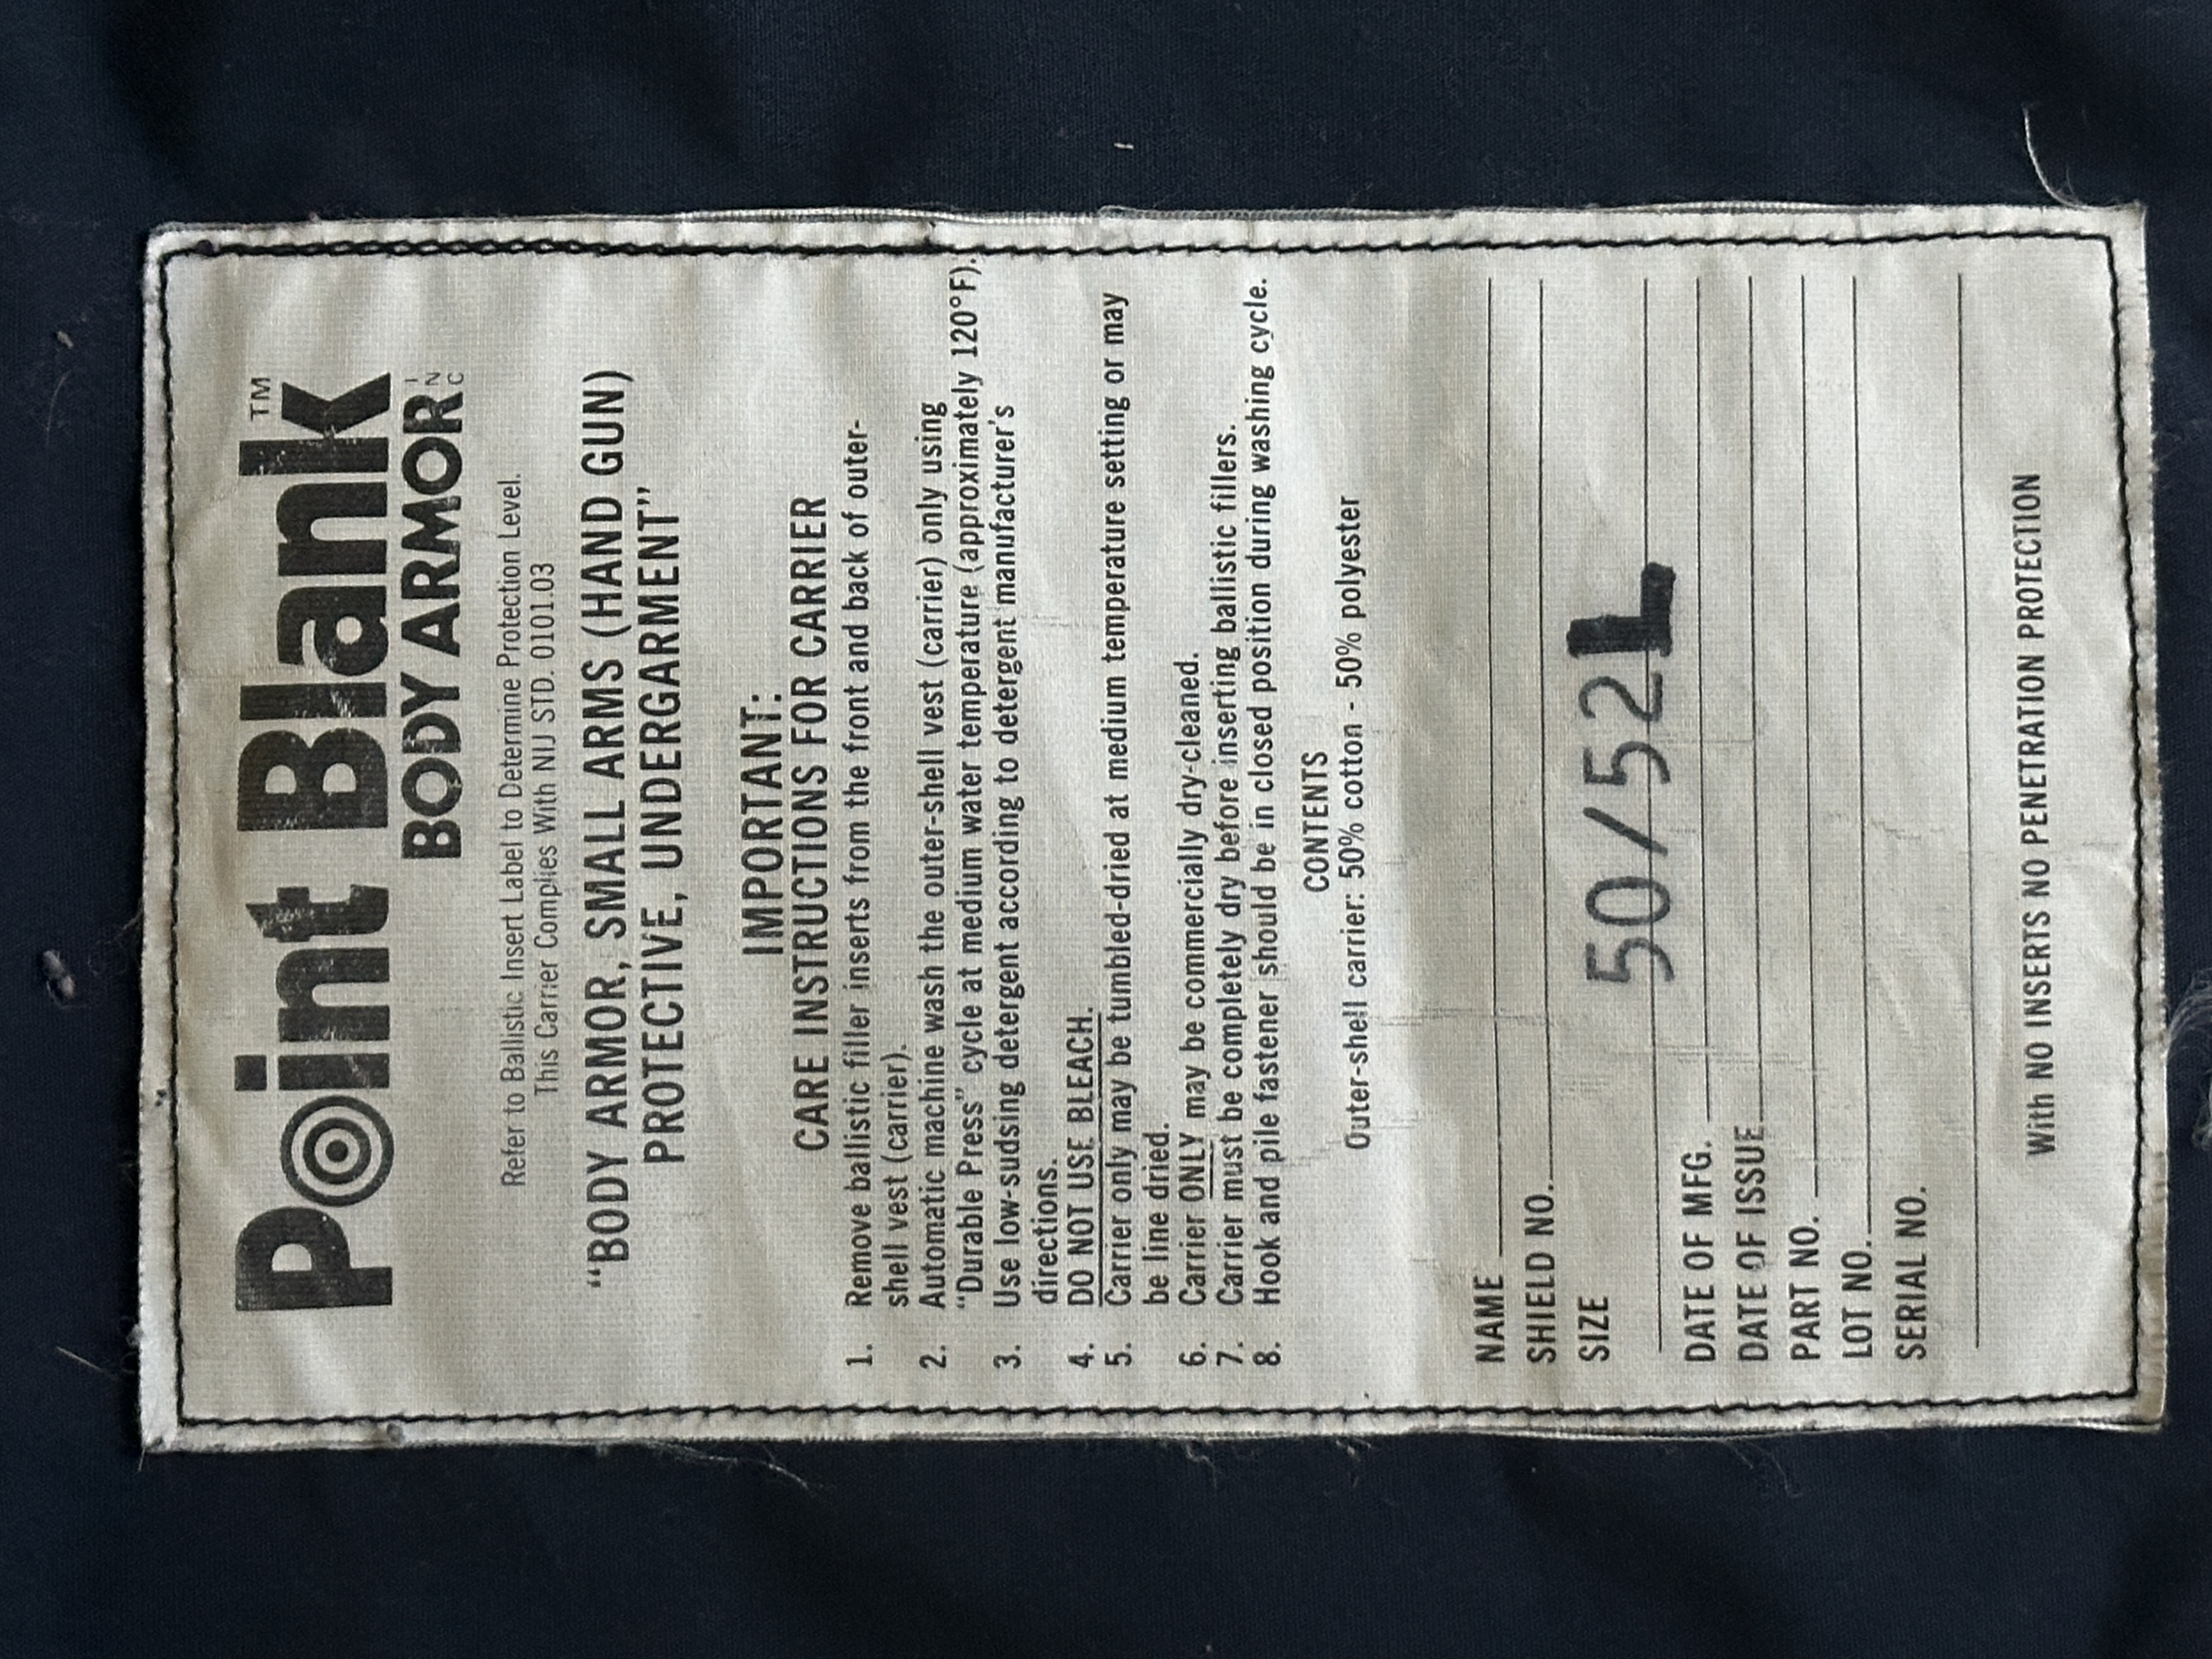 Point Blank™
BODY ARMOR INC
Refer to Ballistic Insert Label to Determine Protection Level.
This Carrier Complies With NIJ STD. 0101.03
“BODY ARMOR, SMALL ARMS (HAND GUN)
PROTECTIVE, UNDERGARMENT”
IMPORTANT:
CARE INSTRUCTIONS FOR CARRIER
1. Remove ballistic filler inserts from the front and back of outer-
shell vest (carrier).
2. Automatic machine wash the outer-shell vest (carrier) only using
“Durable Press” cycle at medium water temperature (approximately 120°F).
3. Use low-sudsing detergent according to detergent manufacturer's
directions.
4. DO NOT USE BLEACH.
5. Carrier only may be tumbled-dried at medium temperature setting or may
be line dried.
6. Carrier ONLY may be commercially dry-cleaned.
7. Carrier must be completely dry before inserting ballistic fillers.
8. Hook and pile fastener should be in closed position during washing cycle.
CONTENTS
Outer-shell carrier: 50% cotton - 50% polyester
NAME
SHIELD NO.
SIZE 50/52L
DATE OF MFG.
DATE OF ISSUE
PART NO.
LOT NO.
SERIAL NO.
With NO INSERTS NO PENETRATION PROTECTION